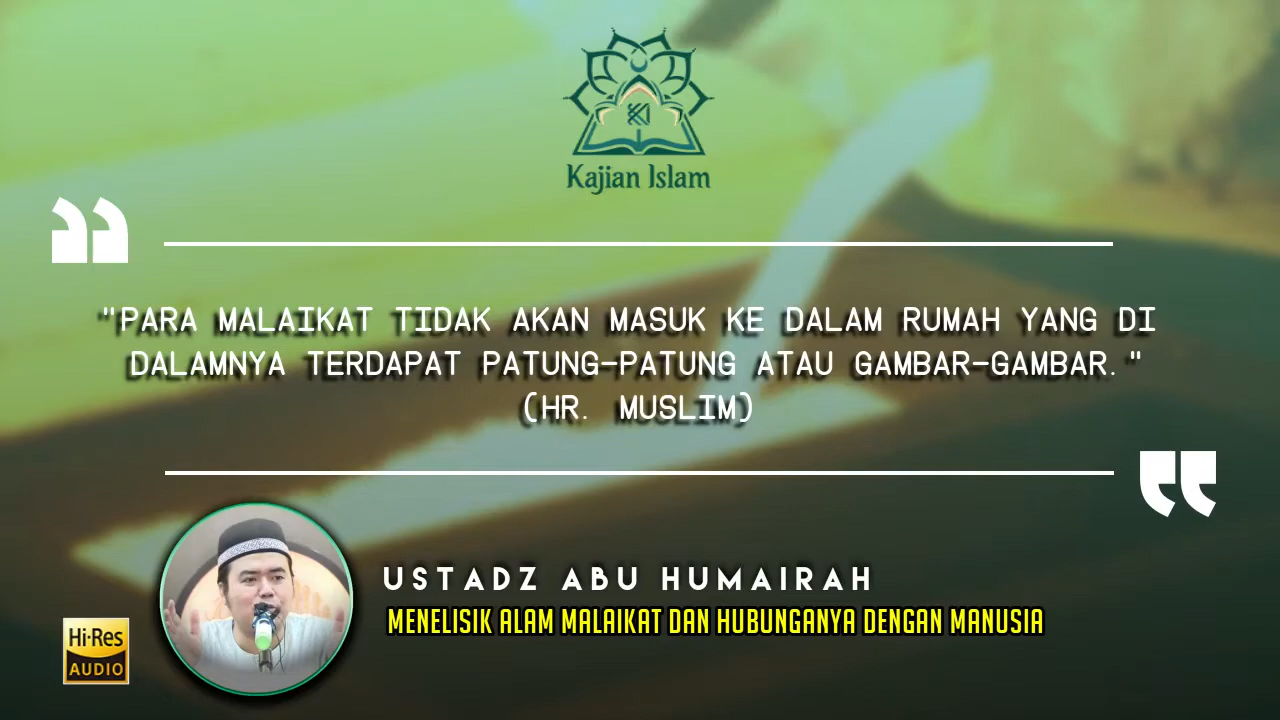 Kajian Islam
"PARA MALAIKAT TIDAK AKAN MASUK KE DALAM RUMAH YANG DI
DALAMNYA TERDAPAT PATUNG-PATUNG ATAU GAMBAR-GAMBAR."
(HR. MUSLIM)
USTADZ ABU HUMAIRAH
MENELISIK ALAM MALAIKAT DAN HUBUNGANYA DENGAN MANUSIA
Hi-Res
AUDIO